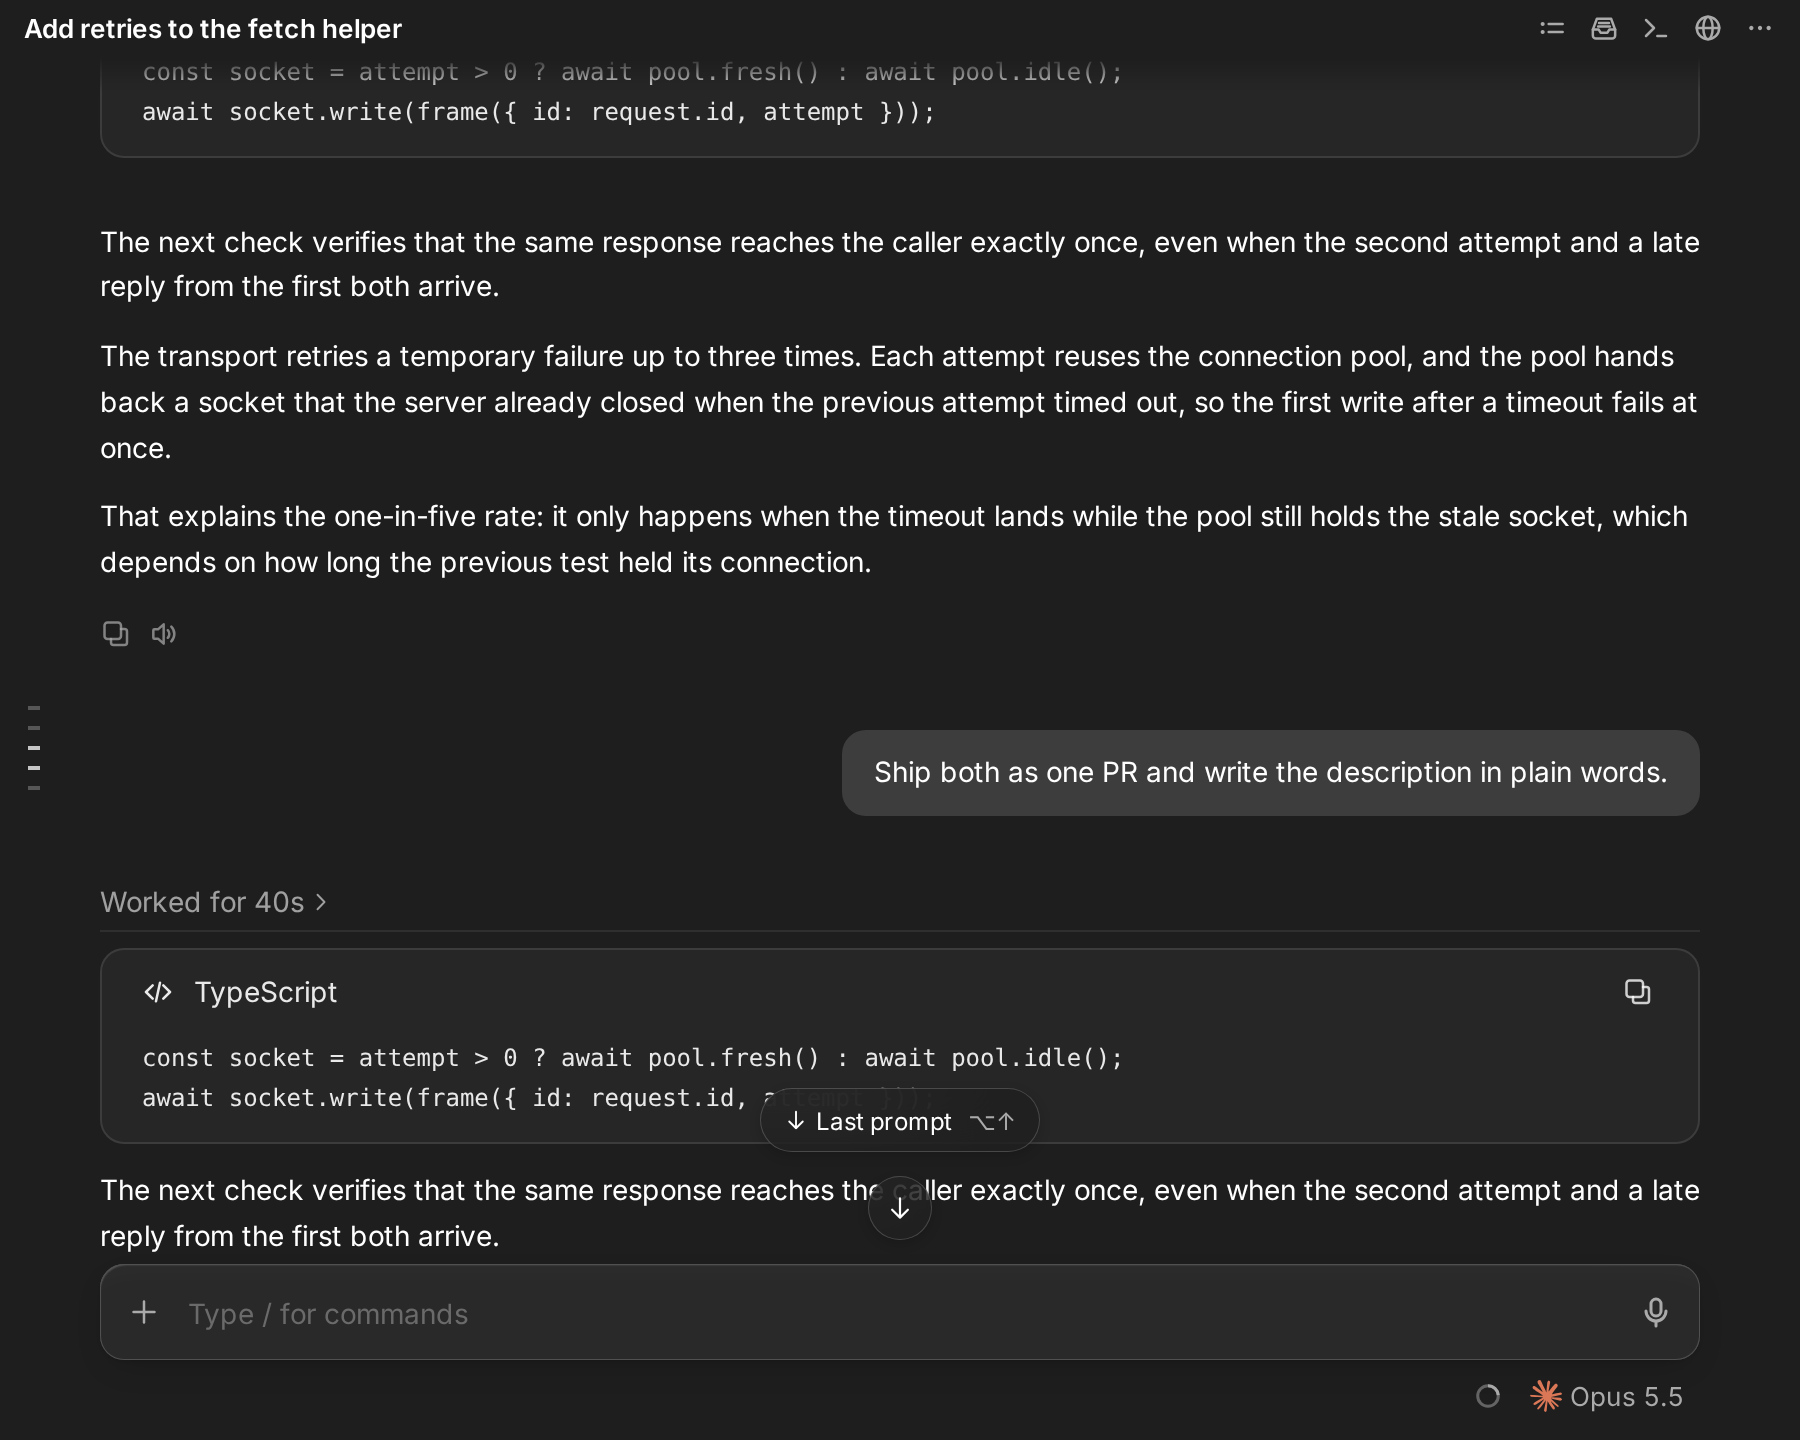 Add retries to the fetch helper
const socket = attempt > 0 ? await pool.fresh() : await pool.idle();
await socket.write(frame({ id: request.id, attempt }));
The next check verifies that the same response reaches the caller exactly once, even when the second attempt and a late
reply from the first both arrive.
The transport retries a temporary failure up to three times. Each attempt reuses the connection pool, and the pool hands
back a socket that the server already closed when the previous attempt timed out, so the first write after a timeout fails at
once.
That explains the one-in-five rate: it only happens when the timeout lands while the pool still holds the stale socket, which
depends on how long the previous test held its connection.
Ship both as one PR and write the description in plain words.
Worked for 40s
TypeScript
const socket = attempt > 0 ? await pool.fresh() : await pool.idle();
await socket.write(frame({ id: request.id, attempt }));
↓ Last prompt ⌥↑
The next check verifies that the same response reaches the caller exactly once, even when the second attempt and a late
reply from the first both arrive.
Type / for commands
Opus 5.5